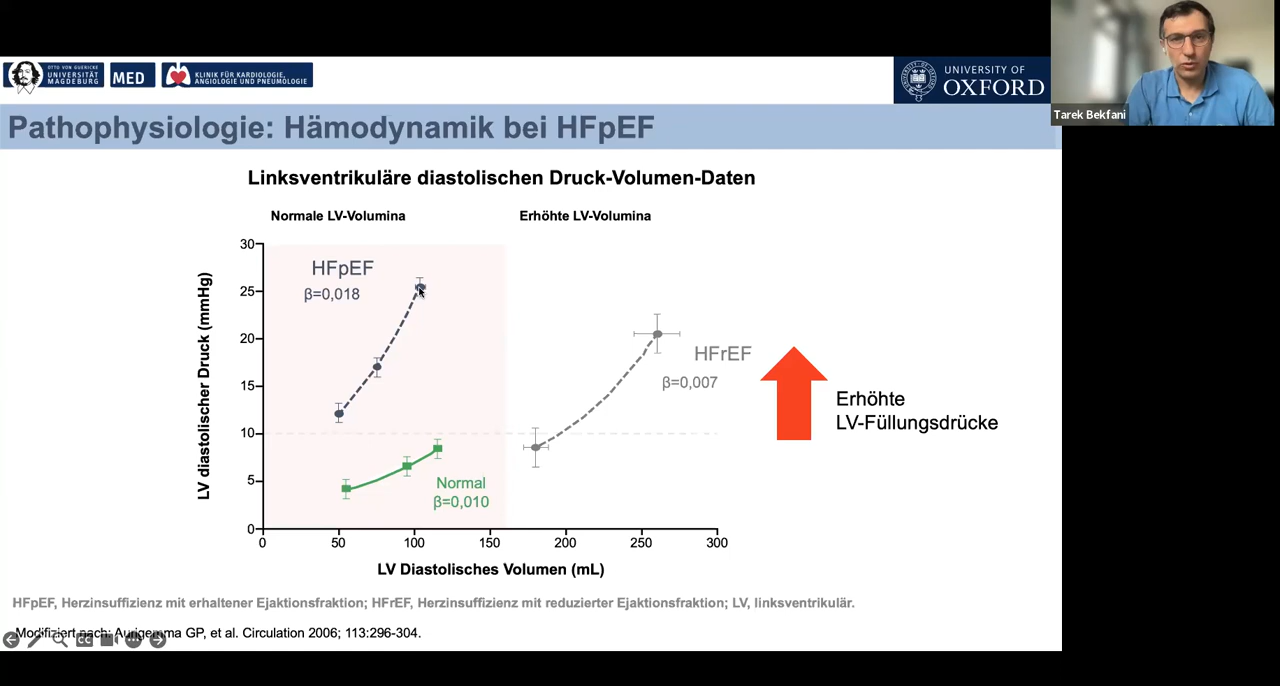 OTTO VON GUERICKE
UNIVERSITÄT
MAGDEBURG
MED
KLINIK FÜR KARDIOLOGIE,
ANGIOLOGIE UND PNEUMOLOGIE
UNIVERSITY OF
OXFORD
Tarek Bekfani
Pathophysiologie: Hämodynamik bei HFpEF
Linksventrikuläre diastolischen Druck-Volumen-Daten
Normale LV-Volumina
Erhöhte LV-Volumina
LV diastolischer Druck (mmHg)
30
25
20
15
10
5
0
HFpEF
β=0,018
HFrEF
β=0,007
Normal
β=0,010
Erhöhte
LV-Füllungsdrücke
0 50 100 150 200 250 300
LV Diastolisches Volumen (mL)
HFpEF, Herzinsuffizienz mit erhaltener Ejaktionsfraktion; HFrEF, Herzinsuffizienz mit reduzierter Ejaktionsfraktion; LV, linksventrikulär.
Modifiziert nach: Aurigemma GP, et al. Circulation 2006; 113:296-304.
CC